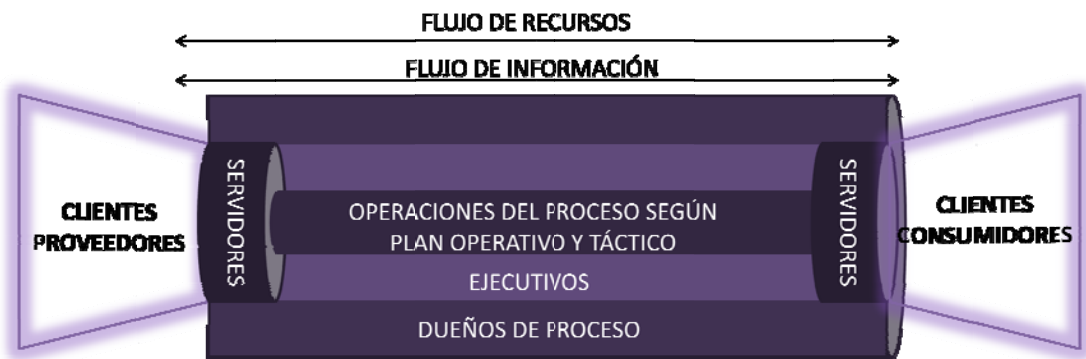 FLUJO DE RECURSOS
FLUJO DE INFORMACIÓN
CLIENTES
PROVEEDORES
SERVIDORES
OPERACIONES DEL PROCESO SEGÚN
PLAN OPERATIVO Y TÁCTICO
EJECUTIVOS
DUEÑOS DE PROCESO
SERVIDORES
CLIENTES
CONSUMIDORES